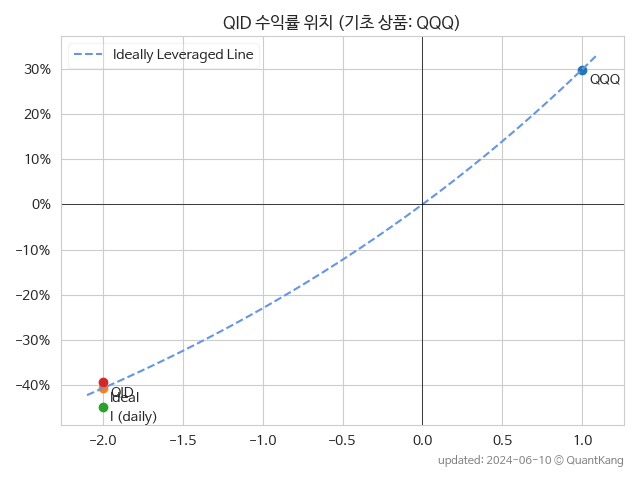 QID 수익률 위치 (기초 상품: QQQ)
Ideally Leveraged Line
30%
20%
10%
0%
-10%
-20%
-30%
-40%
QQQ
QID
Ideal
I (daily)
-2.0
-1.5
-1.0
-0.5
0.0
0.5
1.0
updated: 2024-06-10 © QuantKang